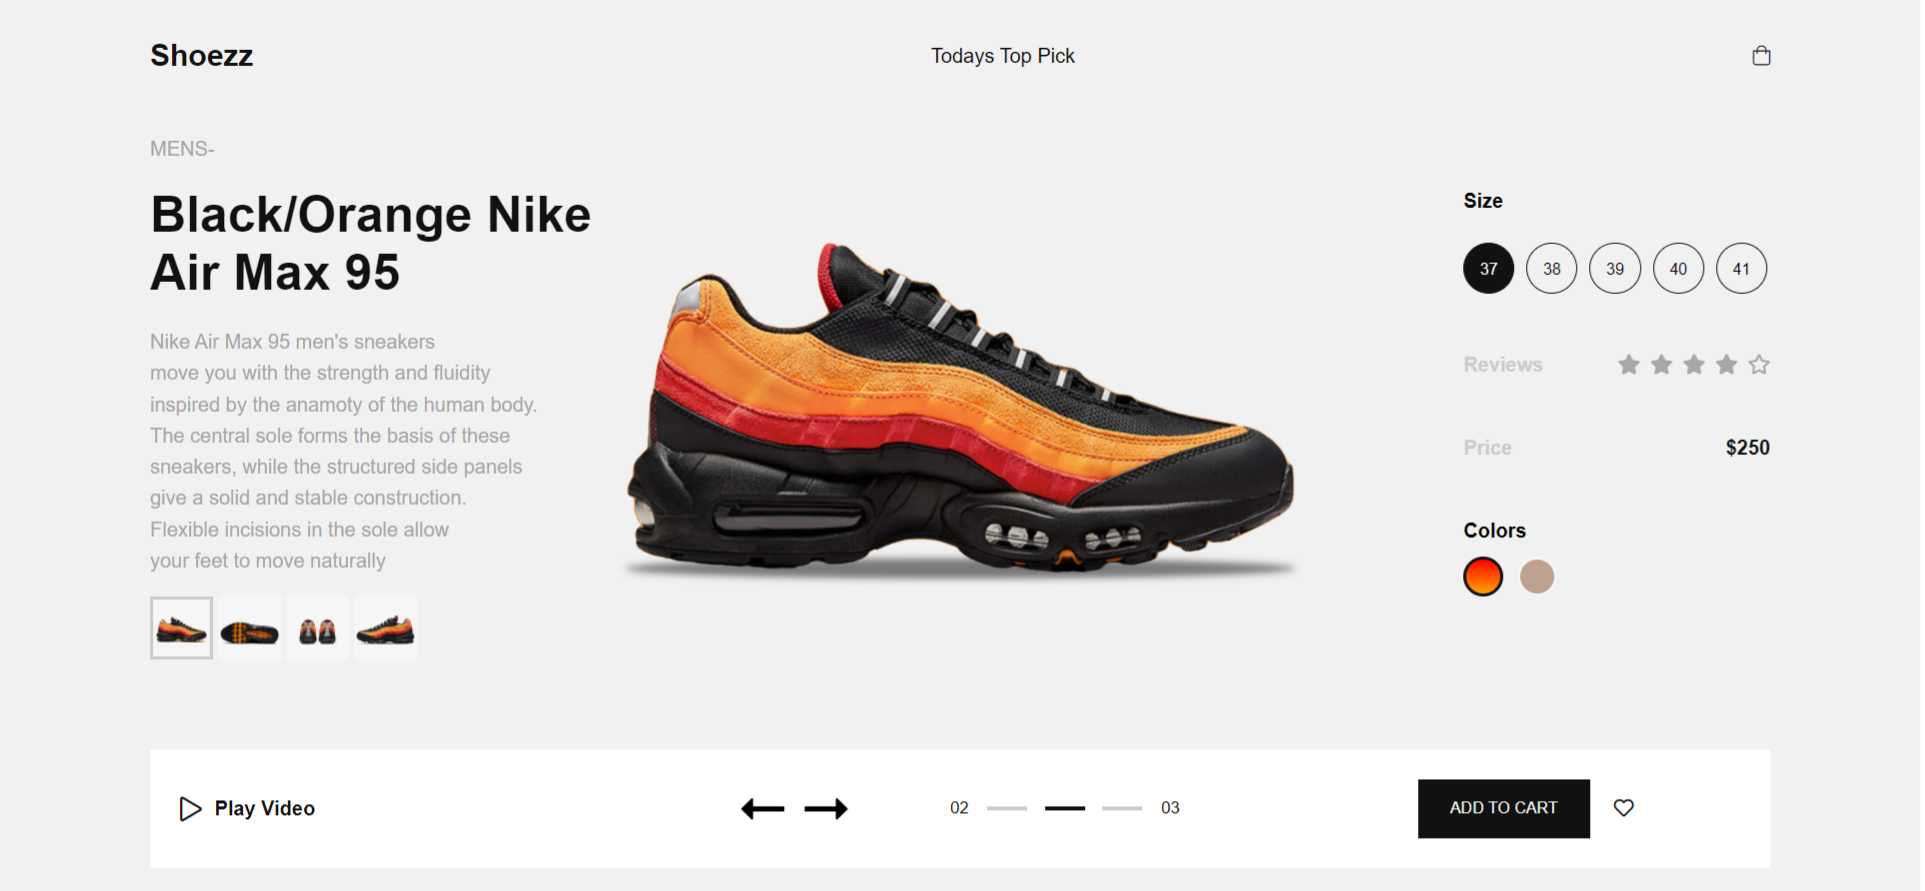 Shoezz
Todays Top Pick
MENS-
Black/Orange Nike
Air Max 95
Nike Air Max 95 men's sneakers
move you with the strength and fluidity
inspired by the anamoty of the human body.
The central sole forms the basis of these
sneakers, while the structured side panels
give a solid and stable construction.
Flexible incisions in the sole allow
your feet to move naturally
Size
37 38 39 40 41
Reviews
Price $250
Colors
Play Video
02 03
ADD TO CART